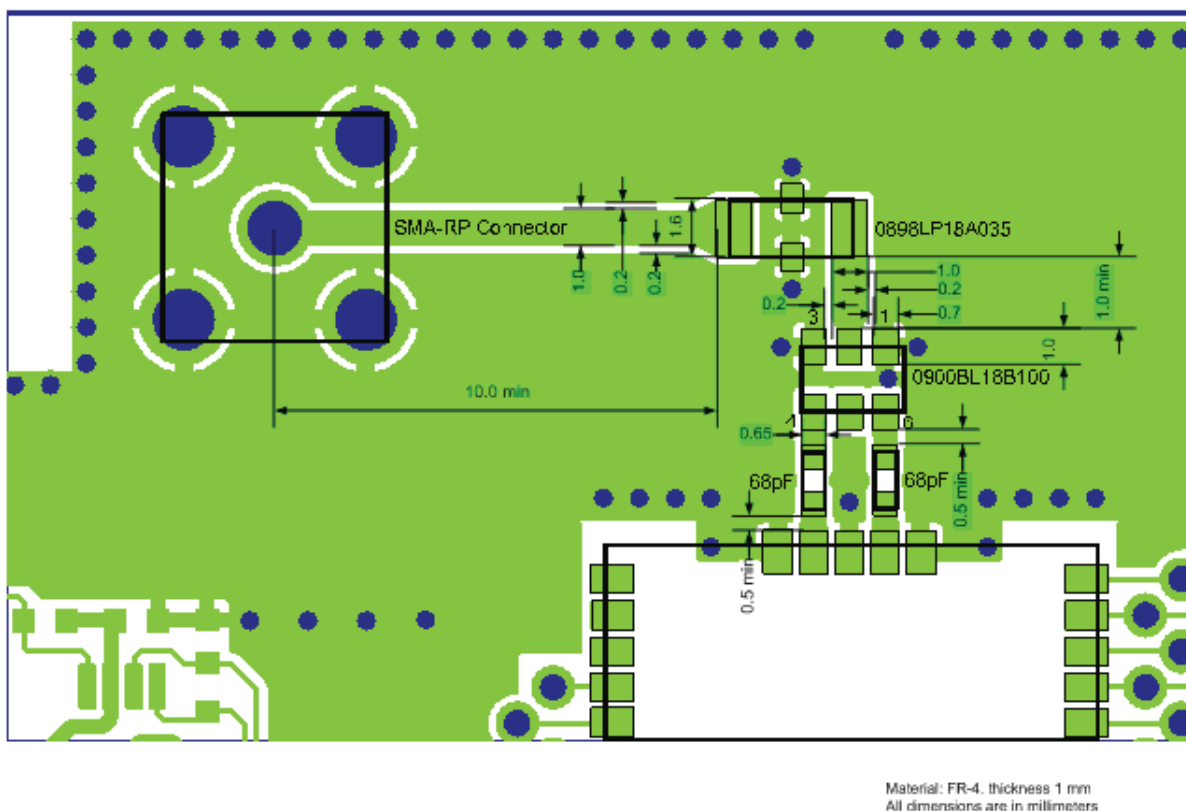 SMA-RP Connector
1.6
0898LP18A035
1.0
0.2
0.2
1.0
0.2
0.7
1.0 min
0.2
3
1
1.0
0900BL18B100
10.0 min
4
6
0.65
68pF
68pF
0.5 min
0.5 min
Material: FR-4, thickness 1 mm
All dimensions are in millimeters